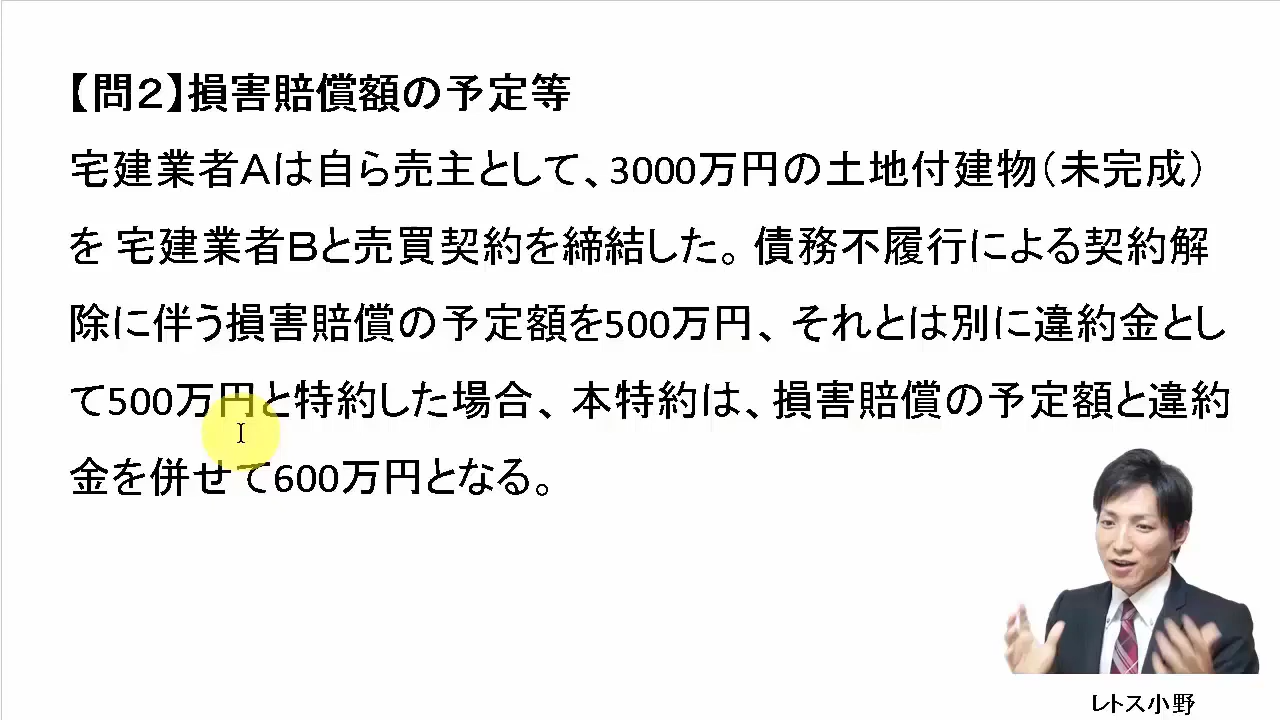 【問２】損害賠償額の予定等
宅建業者Ａは自ら売主として、3000万円の土地付建物（未完成）
を 宅建業者Ｂと売買契約を締結した。債務不履行による契約解
除に伴う損害賠償の予定額を500万円、それとは別に違約金とし
て500万円と特約した場合、本特約は、損害賠償の予定額と違約
金を併せて600万円となる。
レトス小野